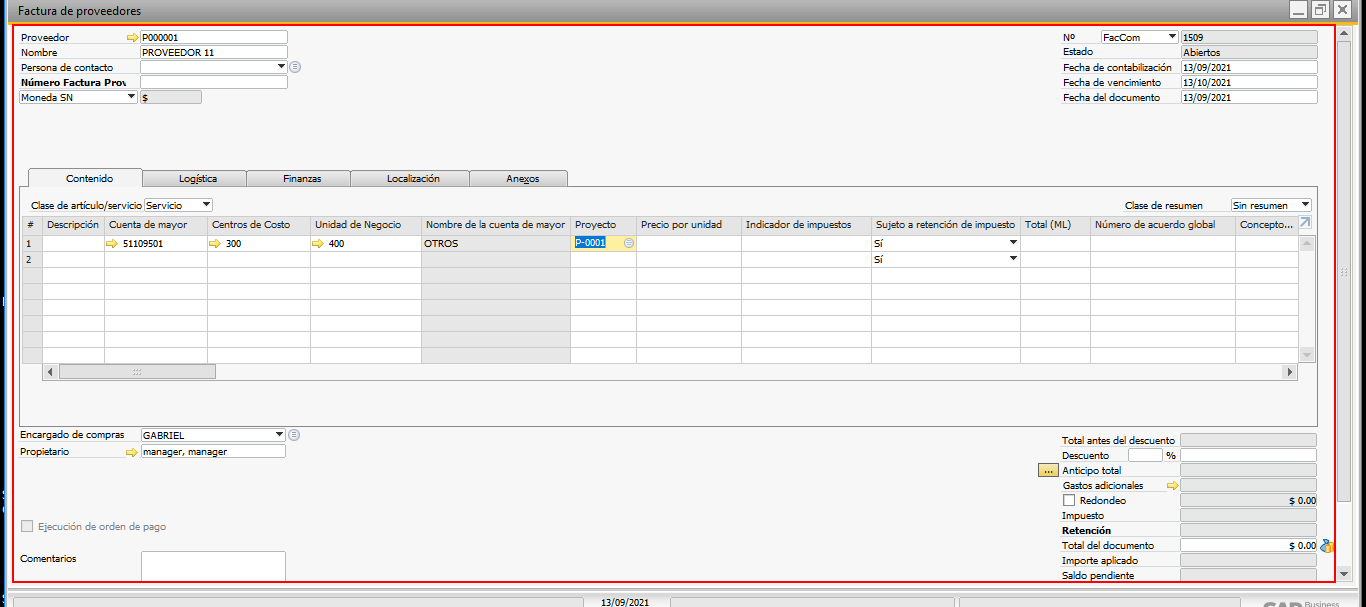 Factura de proveedores
Proveedor P000001
Nombre PROVEEDOR 11
Persona de contacto
Número Factura Prov
Moneda SN $
Nº FacCom 1509
Estado Abiertos
Fecha de contabilización 13/09/2021
Fecha de vencimiento 13/10/2021
Fecha del documento 13/09/2021
Contenido Logística Finanzas Localización Anexos
Clase de artículo/servicio Servicio Clase de resumen Sin resumen
# Descripción Cuenta de mayor Centros de Costo Unidad de Negocio Nombre de la cuenta de mayor Proyecto Precio por unidad Indicador de impuestos Sujeto a retención de impuesto Total (ML) Número de acuerdo global Concepto...
1 51109501 300 400 OTROS P-0001 Sí
2 Sí
Encargado de compras GABRIEL
Propietario manager, manager
Ejecución de orden de pago
Comentarios
Total antes del descuento
Descuento %
... Anticipo total
Gastos adicionales
Redondeo $ 0.00
Impuesto
Retención
Total del documento $ 0.00
Importe aplicado
Saldo pendiente
13/09/2021
SAP Business